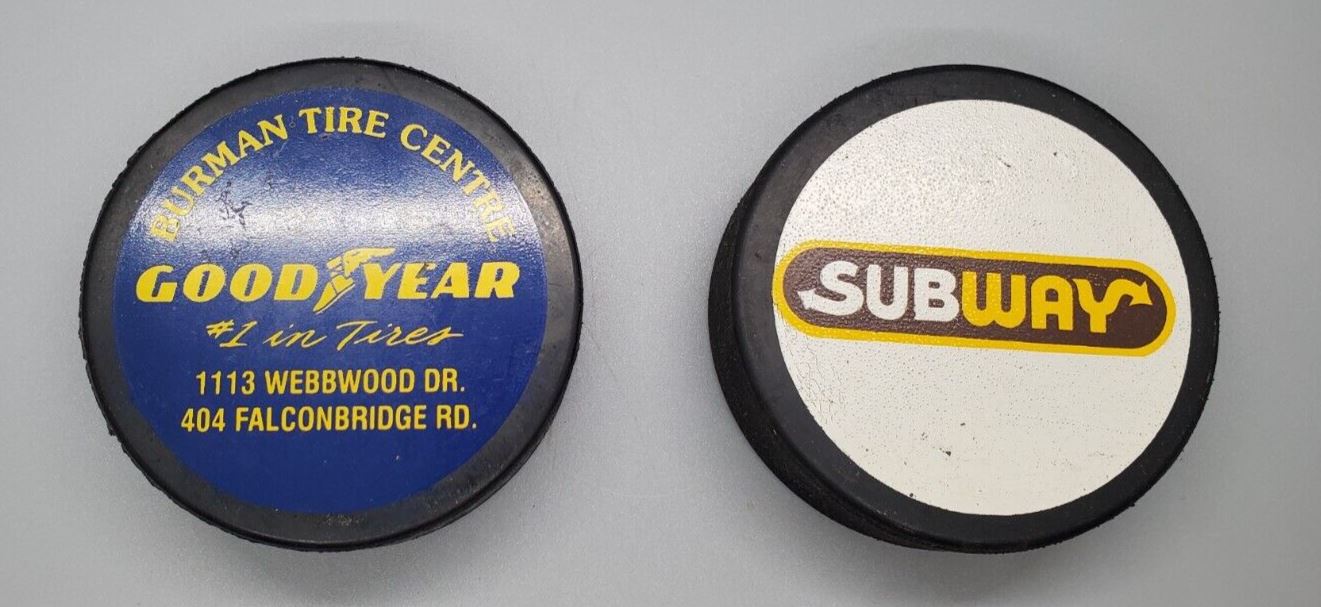 BURMAN TIRE CENTRE
GOODYEAR
#1 in Tires
1113 WEBBWOOD DR.
404 FALCONBRIDGE RD.
SUBWAY